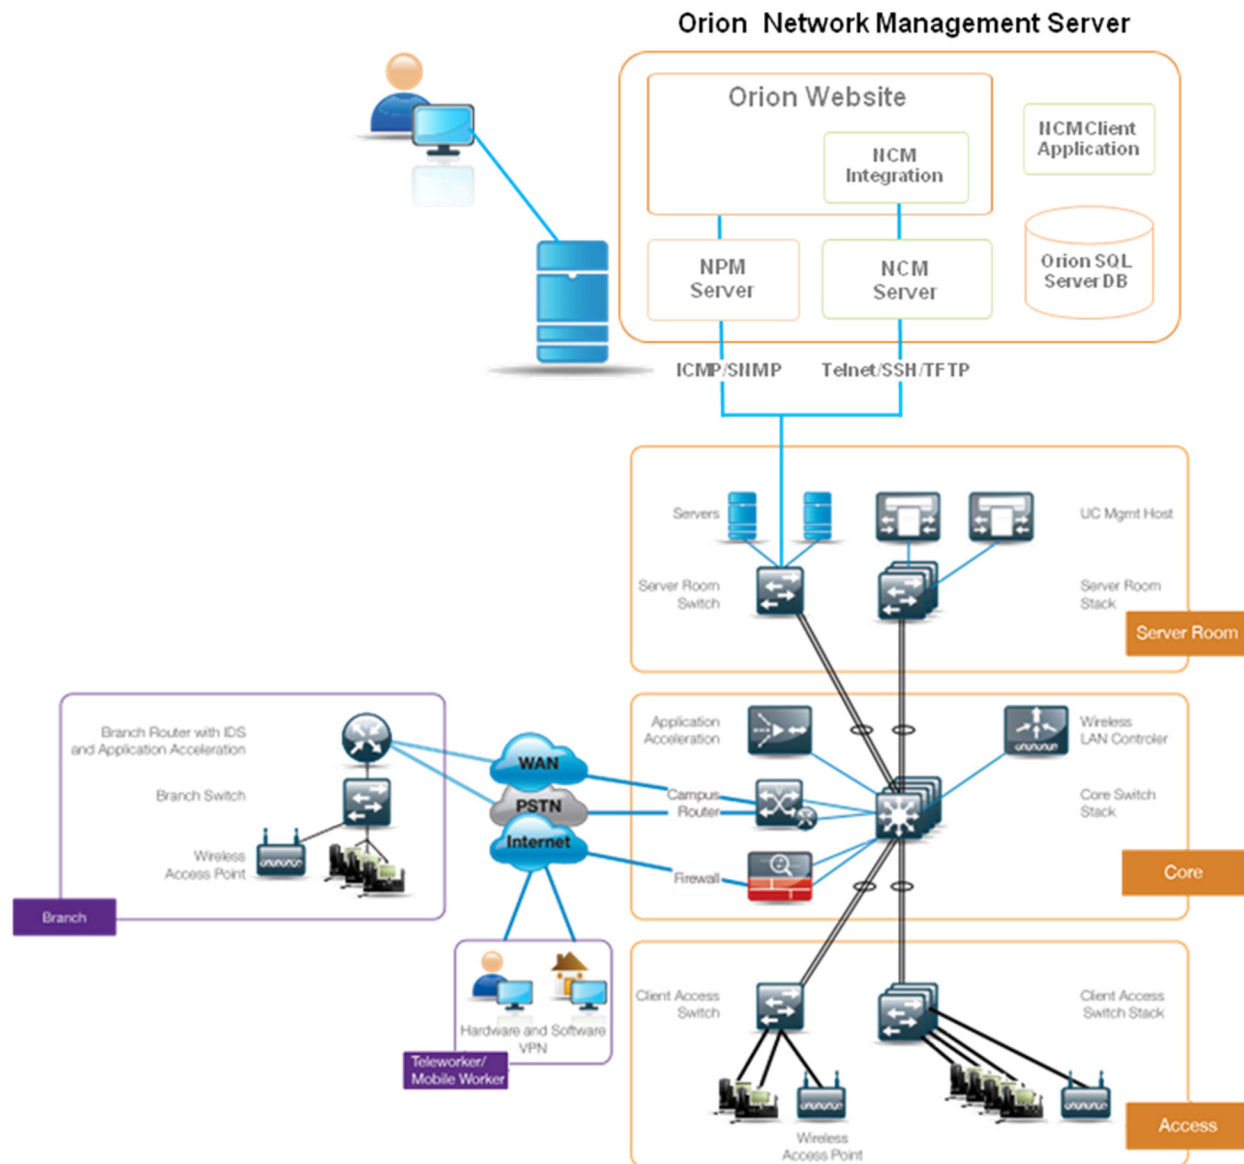 Orion Network Management Server
Orion Website
NCM
Integration
NCM Client
Application
NPM
Server
NCM
Server
Orion SQL
Server DB
ICMP/SNMP
Telnet/SSH/TFTP
Servers
UC Mgmt Host
Server Room
Switch
Server Room
Stack
Server Room
Branch Router with IDS
and Application Acceleration
Branch Switch
Wireless
Access Point
Branch
WAN
PSTN
Internet
Application
Acceleration
Wireless
LAN Controler
Campus
Router
Core Switch
Stack
Firewall
Core
Hardware and Software
VPN
Teleworker/
Mobile Worker
Client Access
Switch
Client Access
Switch Stack
Wireless
Access Point
Access